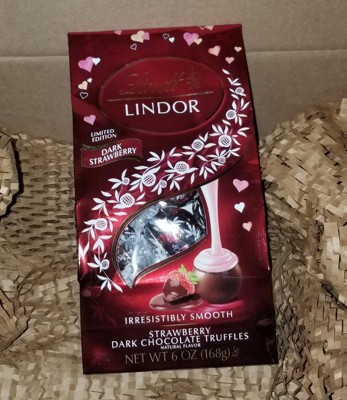 Lindt
LINDOR
LIMITED
EDITION
DARK
STRAWBERRY
IRRESISTIBLY SMOOTH
STRAWBERRY
DARK CHOCOLATE TRUFFLES
NATURAL FLAVOR
NET WT 6 OZ (168g)